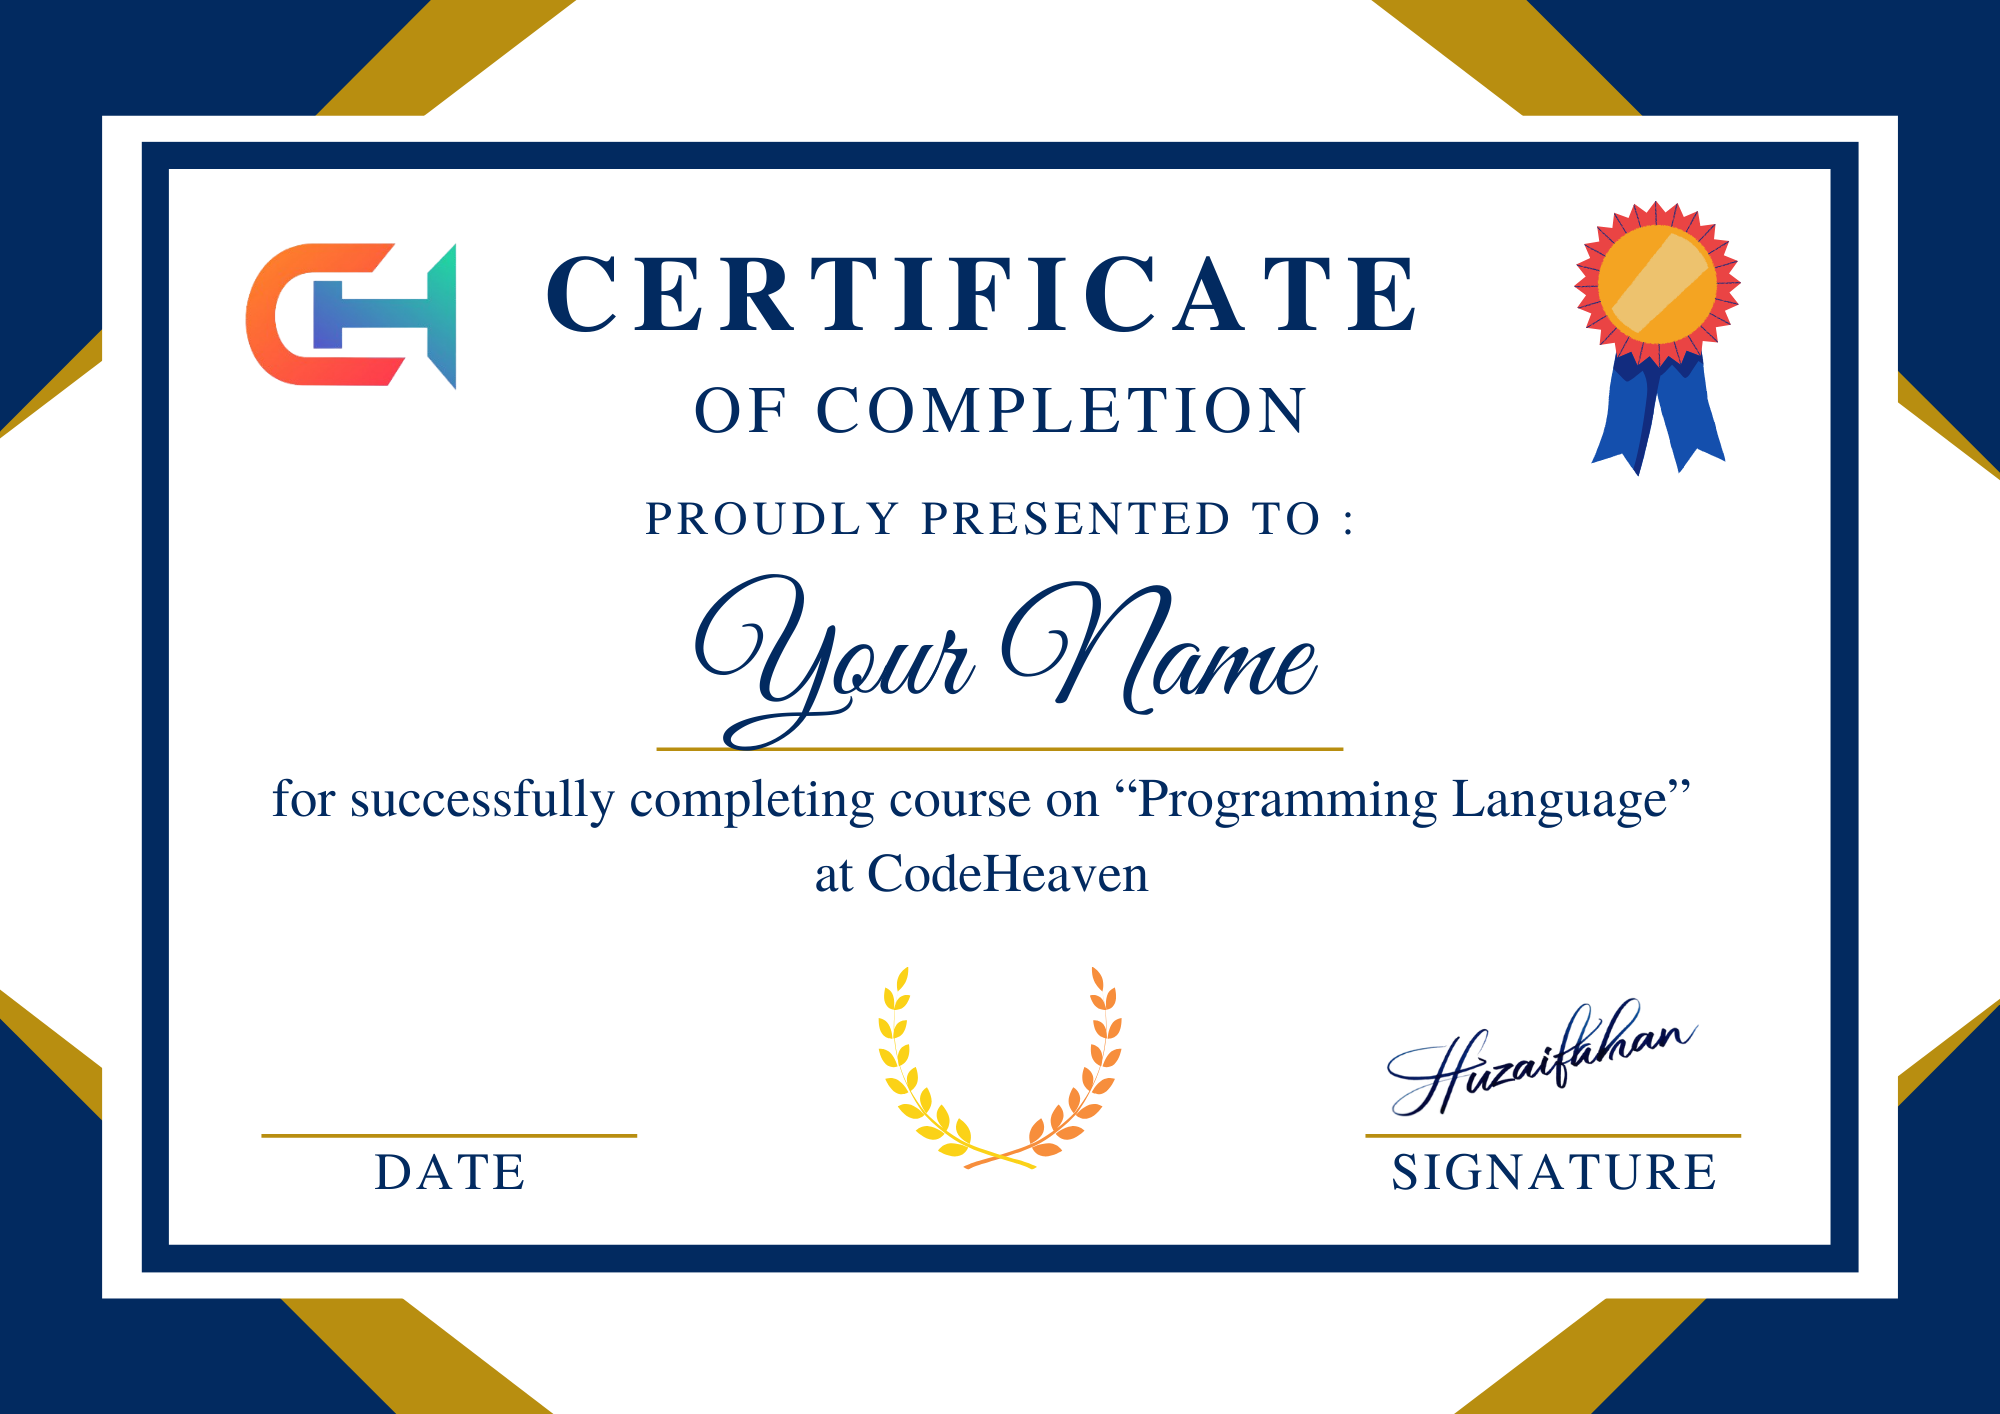 CH
CERTIFICATE
OF COMPLETION
PROUDLY PRESENTED TO :
Your Name
for successfully completing course on “Programming Language”
at CodeHeaven
Huzaifahan
DATE
SIGNATURE